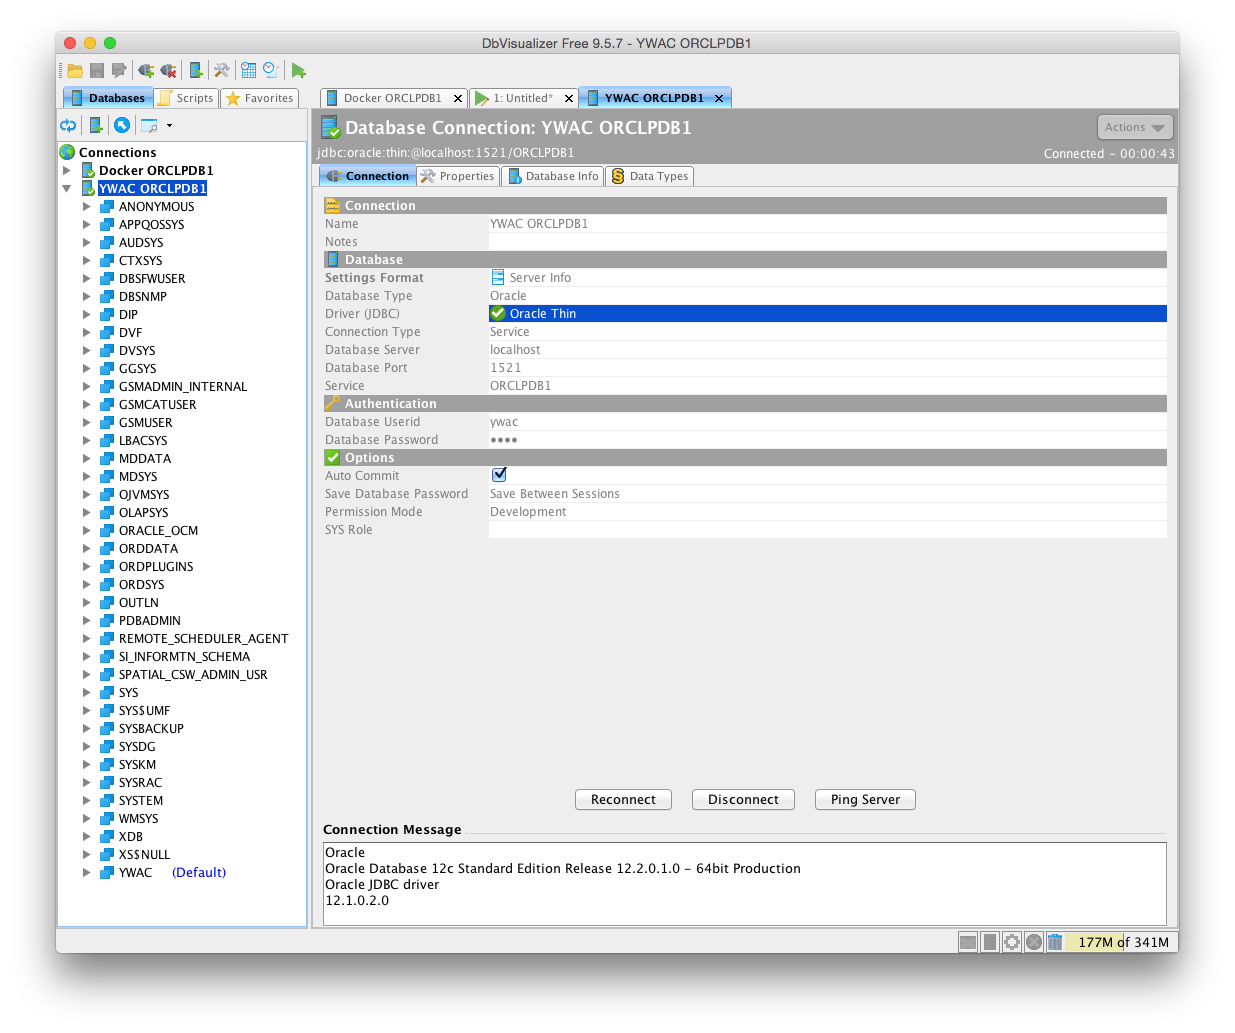 DbVisualizer Free 9.5.7 - YWAC ORCLPDB1
Databases Scripts Favorites
Docker ORCLPDB1 1: Untitled* YWAC ORCLPDB1
Database Connection: YWAC ORCLPDB1
Actions
jdbc:oracle:thin:@localhost:1521/ORCLPDB1
Connected - 00:00:43
Connection Properties Database Info Data Types
Connections
Docker ORCLPDB1
YWAC ORCLPDB1
ANONYMOUS
APPQOSSYS
AUDSYS
CTXSYS
DBSFWUSER
DBSNMP
DIP
DVF
DVSYS
GGSYS
GSMADMIN_INTERNAL
GSMCATUSER
GSMUSER
LBACSYS
MDDATA
MDSYS
OJVMSYS
OLAPSYS
ORACLE_OCM
ORDDATA
ORDPLUGINS
ORDSYS
OUTLN
PDBADMIN
REMOTE_SCHEDULER_AGENT
SI_INFORMTN_SCHEMA
SPATIAL_CSW_ADMIN_USR
SYS
SYS$UMF
SYSBACKUP
SYSDG
SYSKM
SYSRAC
SYSTEM
WMSYS
XDB
XS$NULL
YWAC (Default)
Connection
Name YWAC ORCLPDB1
Notes
Database
Settings Format Server Info
Database Type Oracle
Driver (JDBC) Oracle Thin
Connection Type Service
Database Server localhost
Database Port 1521
Service ORCLPDB1
Authentication
Database Userid ywac
Database Password ••••
Options
Auto Commit
Save Database Password Save Between Sessions
Permission Mode Development
SYS Role
Reconnect Disconnect Ping Server
Connection Message
Oracle
Oracle Database 12c Standard Edition Release 12.2.0.1.0 - 64bit Production
Oracle JDBC driver
12.1.0.2.0
177M of 341M